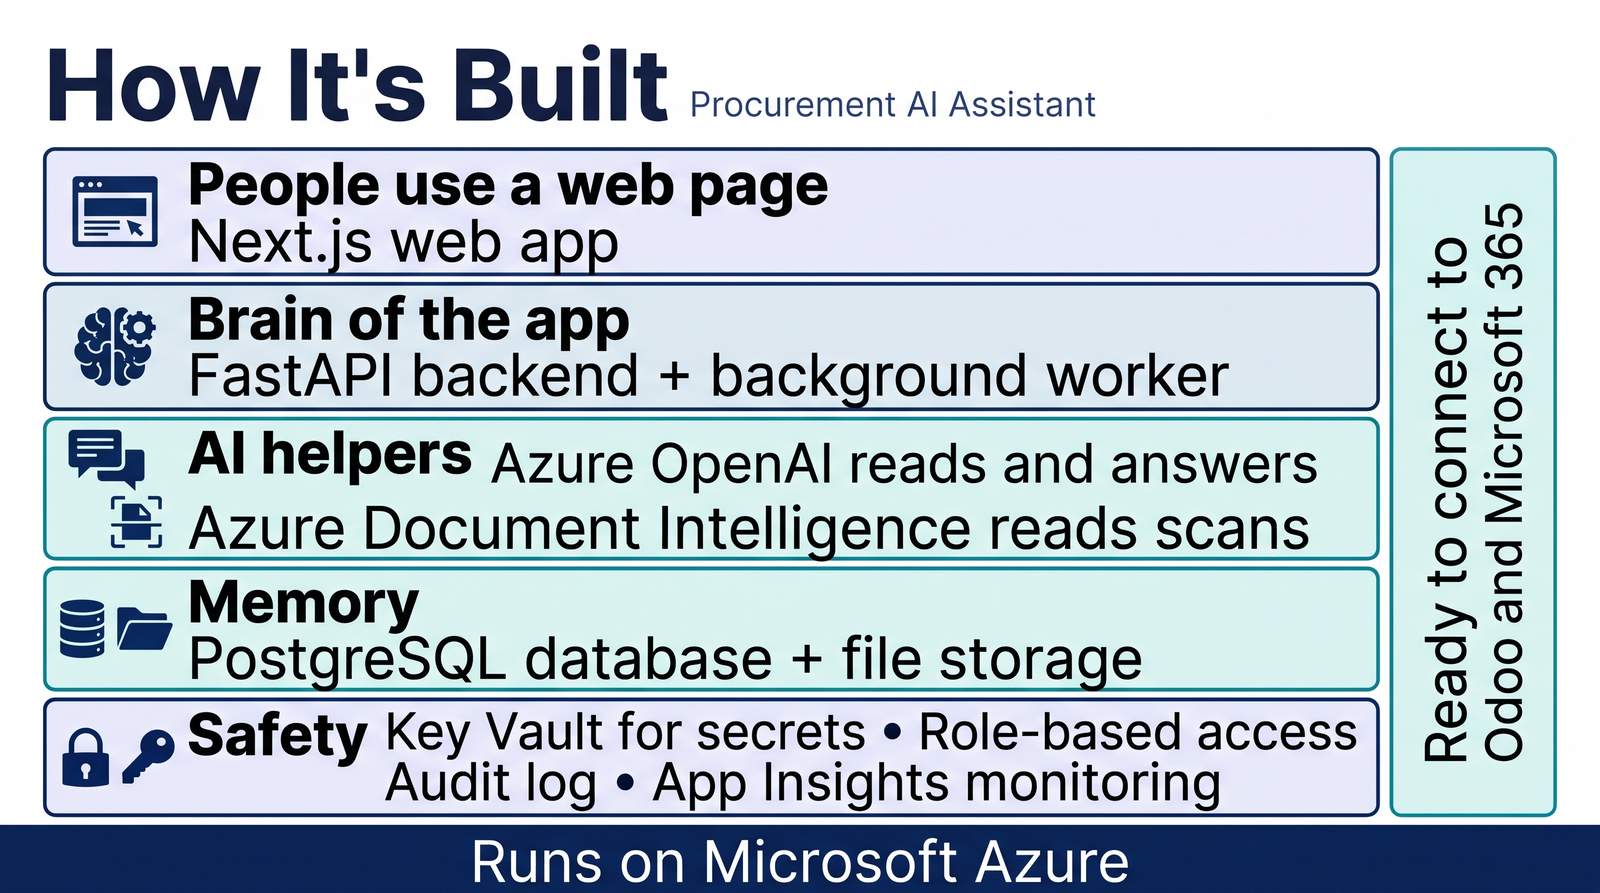 How It's Built Procurement AI Assistant
People use a web page
Next.js web app
Brain of the app
FastAPI backend + background worker
AI helpers Azure OpenAI reads and answers
Azure Document Intelligence reads scans
Memory
PostgreSQL database + file storage
Safety Key Vault for secrets • Role-based access
Audit log • App Insights monitoring
Ready to connect to
Odoo and Microsoft 365
Runs on Microsoft Azure